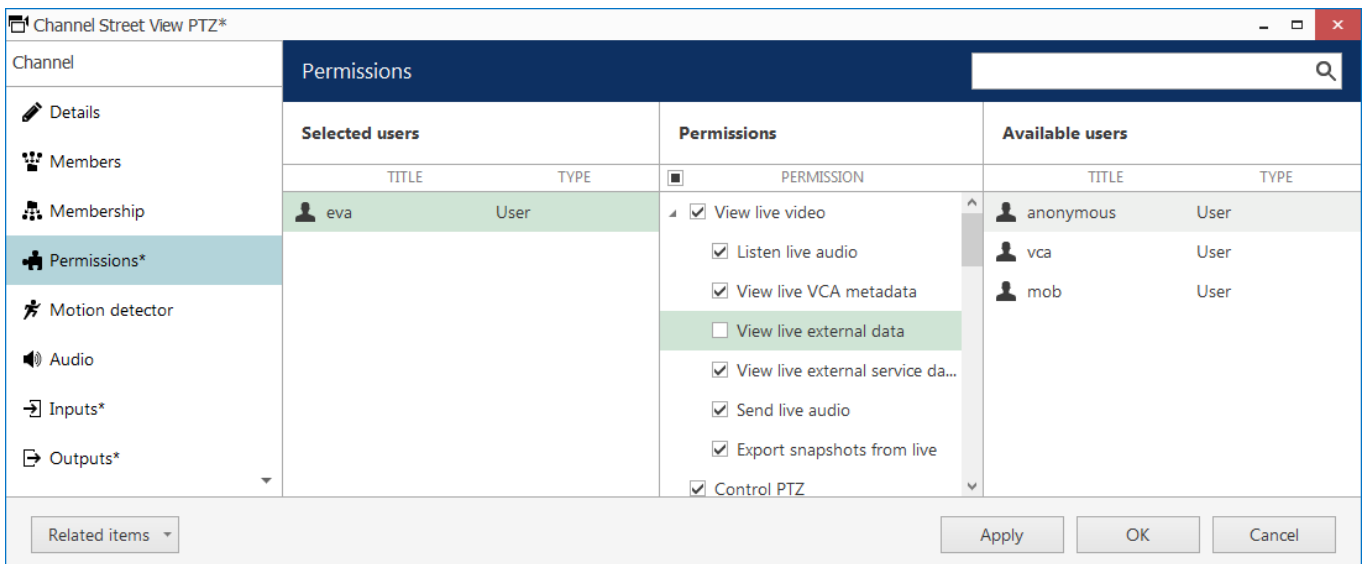 Channel Street View PTZ*
Channel
Permissions
Details
Members
Membership
Permissions*
Motion detector
Audio
Inputs*
Outputs*
Selected users
TITLE TYPE
eva User
Permissions
PERMISSION
View live video
Listen live audio
View live VCA metadata
View live external data
View live external service da...
Send live audio
Export snapshots from live
Control PTZ
Available users
TITLE TYPE
anonymous User
vca User
mob User
Related items
Apply
OK
Cancel